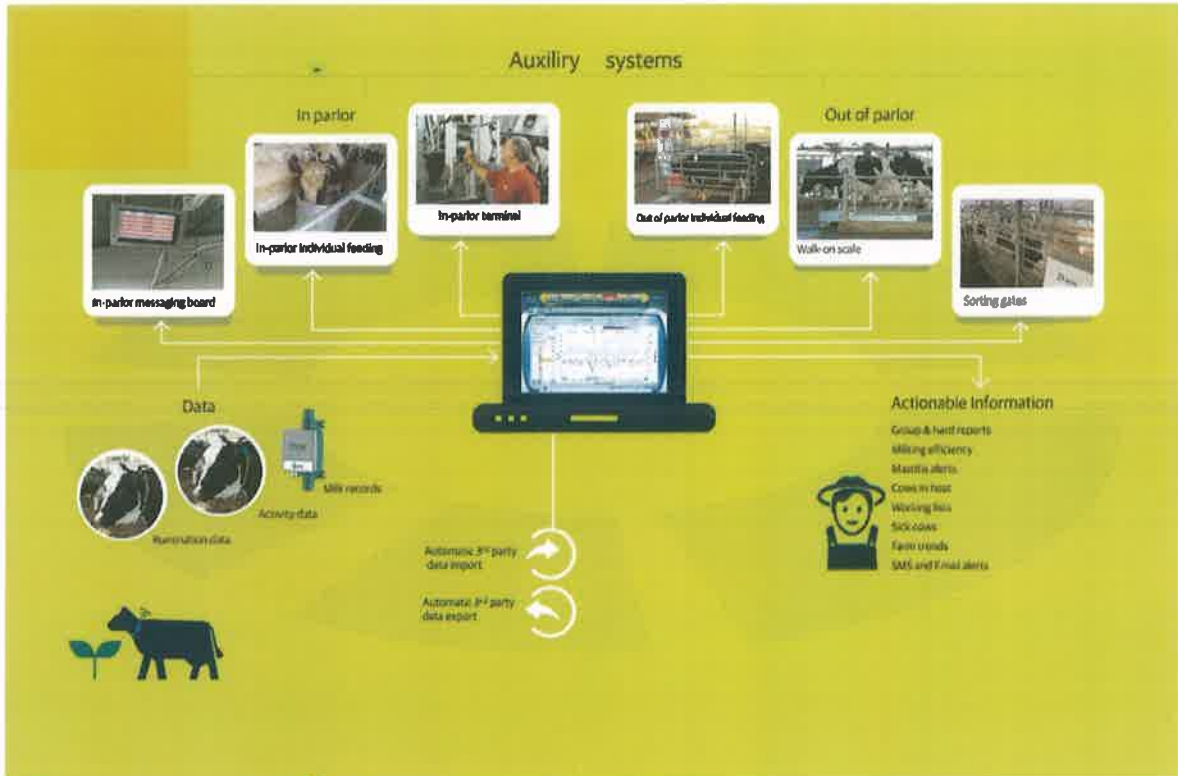 Auxiliry systems
In parlor
Out of parlor
In-parlor messaging board
In-parlor individual feeding
In-parlor terminal
Out of parlor individual feeding
Walk-on scale
Sorting gates
Data
Rumination data
Activity data
Milk records
Automatic 3rd party
data import
Automatic 3rd party
data export
Actionable Information
Group & herd reports
Milking efficiency
Mastitis alerts
Cows in heat
Working lists
Sick cows
Farm trends
SMS and E-mail alerts